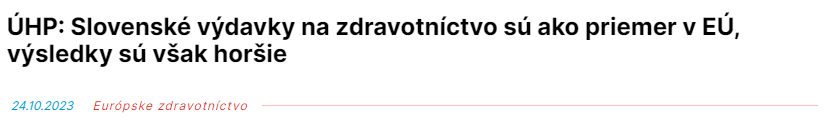 ÚHP: Slovenské výdavky na zdravotníctvo sú ako priemer v EÚ,
výsledky sú však horšie
24.10.2023 Európske zdravotníctvo